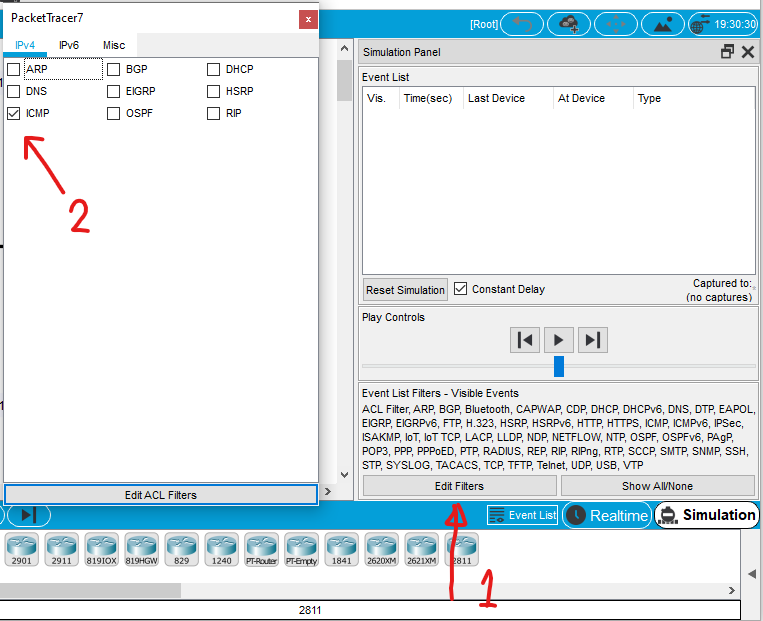 PacketTracer7
x
IPv4 IPv6 Misc
ARP BGP DHCP
DNS EIGRP HSRP
ICMP OSPF RIP
2
Edit ACL Filters
[Root]
19:30:30
Simulation Panel
Event List
Vis. Time(sec) Last Device At Device Type
Reset Simulation Constant Delay
Captured to:
(no captures)
Play Controls
Event List Filters - Visible Events
ACL Filter, ARP, BGP, Bluetooth, CAPWAP, CDP, DHCP, DHCPv6, DNS, DTP, EAPOL,
EIGRP, EIGRPv6, FTP, H.323, HSRP, HSRPv6, HTTP, HTTPS, ICMP, ICMPv6, IPSec,
ISAKMP, IoT, IoT TCP, LACP, LLDP, NDP, NETFLOW, NTP, OSPF, OSPFv6, PAgP,
POP3, PPP, PPPoED, PTP, RADIUS, REP, RIP, RIPng, RTP, SCCP, SMTP, SNMP, SSH,
STP, SYSLOG, TACACS, TCP, TFTP, Telnet, UDP, USB, VTP
Edit Filters Show All/None
Event List Realtime Simulation
2901 2911 819IOX 819HGW 829 1240 PT-Router PT-Empty 1841 2620XM 2621XM 2811
1
2811